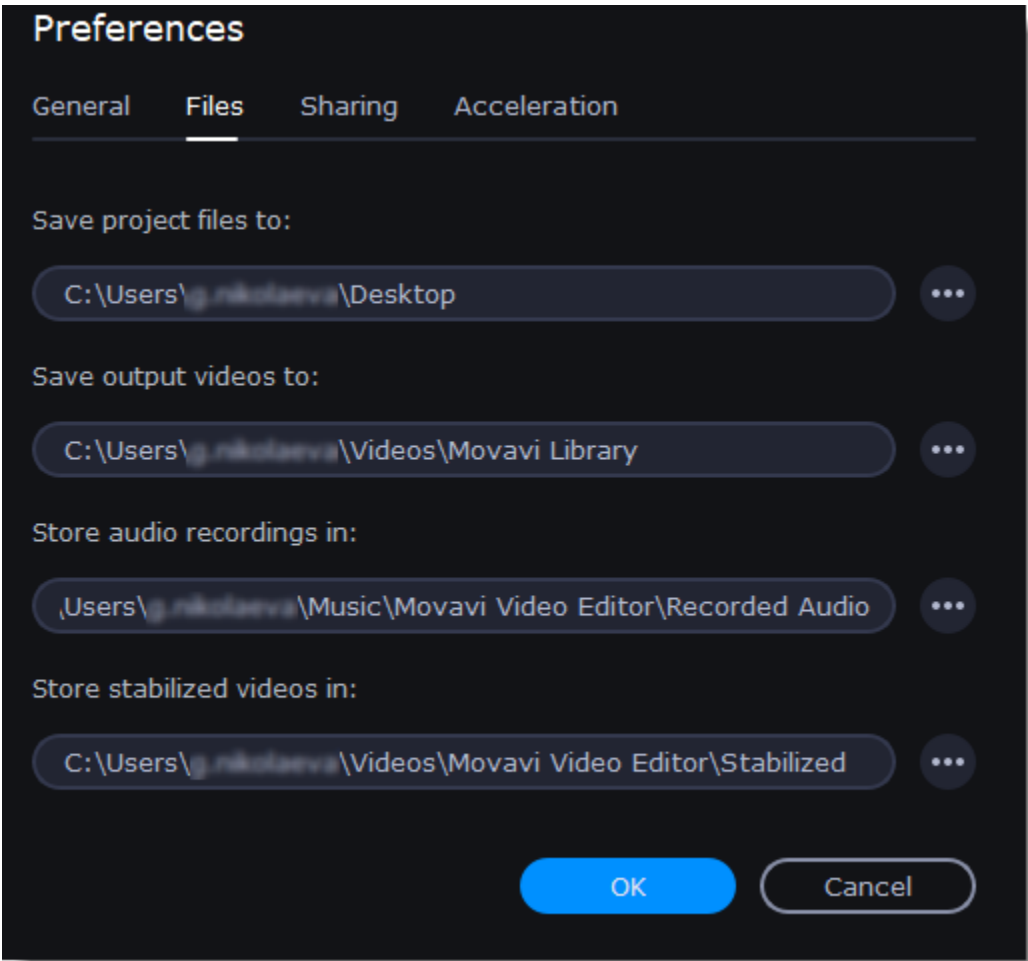 Preferences
General Files Sharing Acceleration
Save project files to:
C:\Users\ \Desktop
Save output videos to:
C:\Users\ \Videos\Movavi Library
Store audio recordings in:
\Users\ \Music\Movavi Video Editor\Recorded Audio
Store stabilized videos in:
C:\Users\ \Videos\Movavi Video Editor\Stabilized
OK Cancel